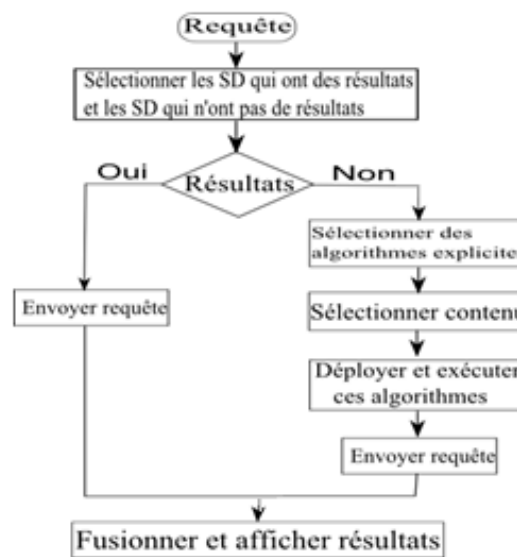 Requête
Sélectionner les SD qui ont des résultats
et les SD qui n'ont pas de résultats
Oui
Résultats
Non
Sélectionner des
algorithmes explicite
Envoyer requête
Sélectionner contenu
Déployer et exécuter
ces algorithmes
Envoyer requête
Fusionner et afficher résultats